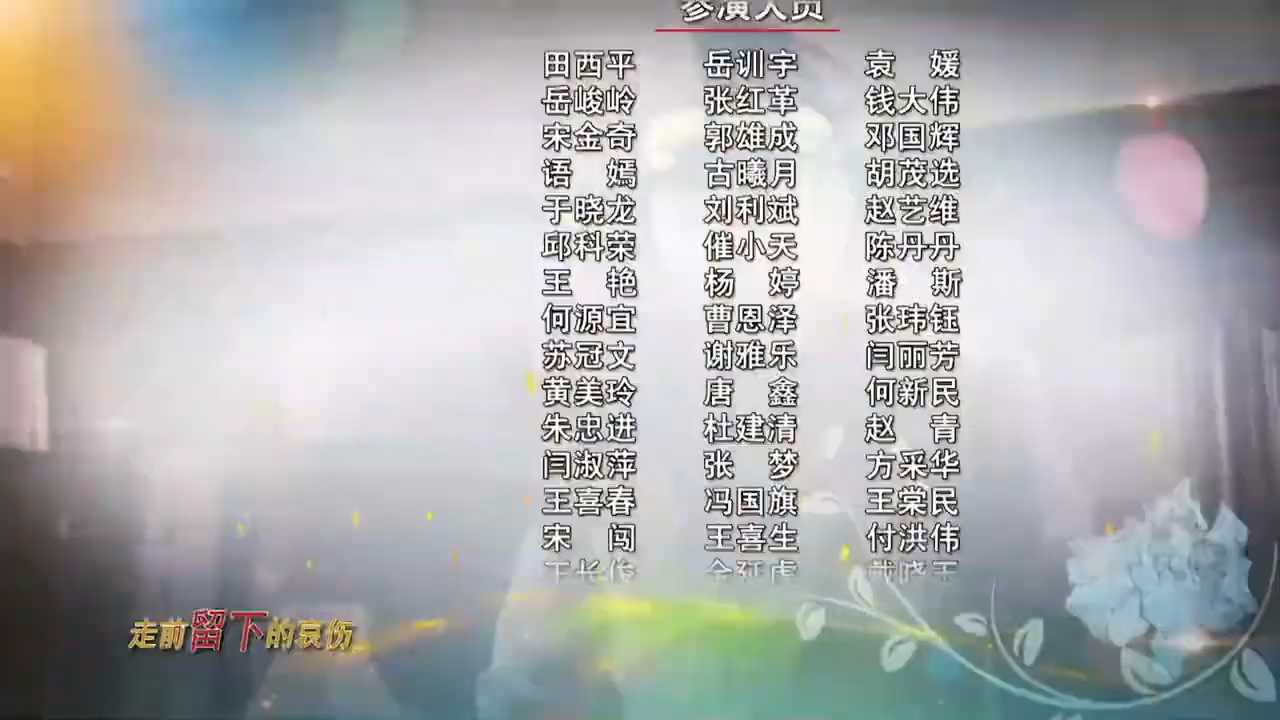 参演人员
田西平 岳训宇 袁 媛
岳峻岭 张红革 钱大伟
宋金奇 郭雄成 邓国辉
语 嫣 古曦月 胡茂选
于晓龙 刘利斌 赵艺维
邱科荣 催小天 陈丹丹
王 艳 杨 婷 潘 斯
何源宜 曹恩泽 张玮钰
苏冠文 谢雅乐 闫丽芳
黄美玲 唐 鑫 何新民
朱忠进 杜建清 赵 青
闫淑萍 张 梦 方采华
王喜春 冯国旗 王棠民
宋 闯 王喜生 付洪伟
走前留下的哀伤